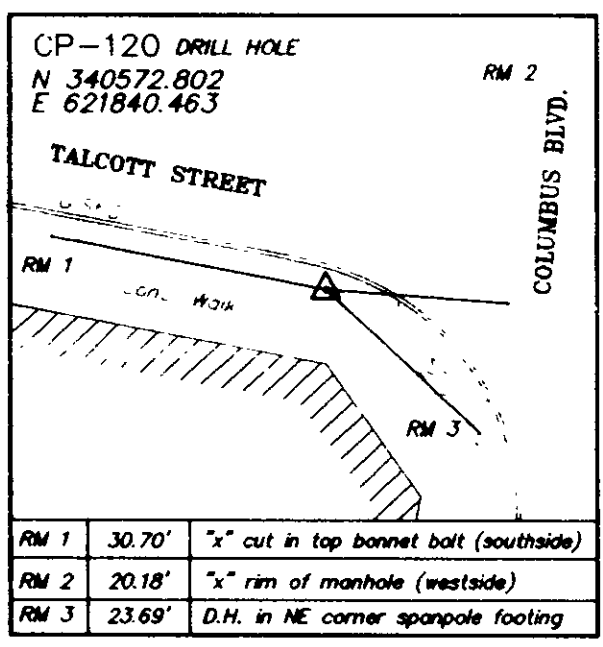 CP-120 DRILL HOLE
N 340572.802
E 621840.463
RM 2
COLUMBUS BLVD.
TALCOTT STREET
RM 1
Conc Walk
RM 3
RM 1 30.70' "x" cut in top bonnet bolt (southside)
RM 2 20.18' "x" rim of manhole (westside)
RM 3 23.69' D.H. in NE corner spanpole footing